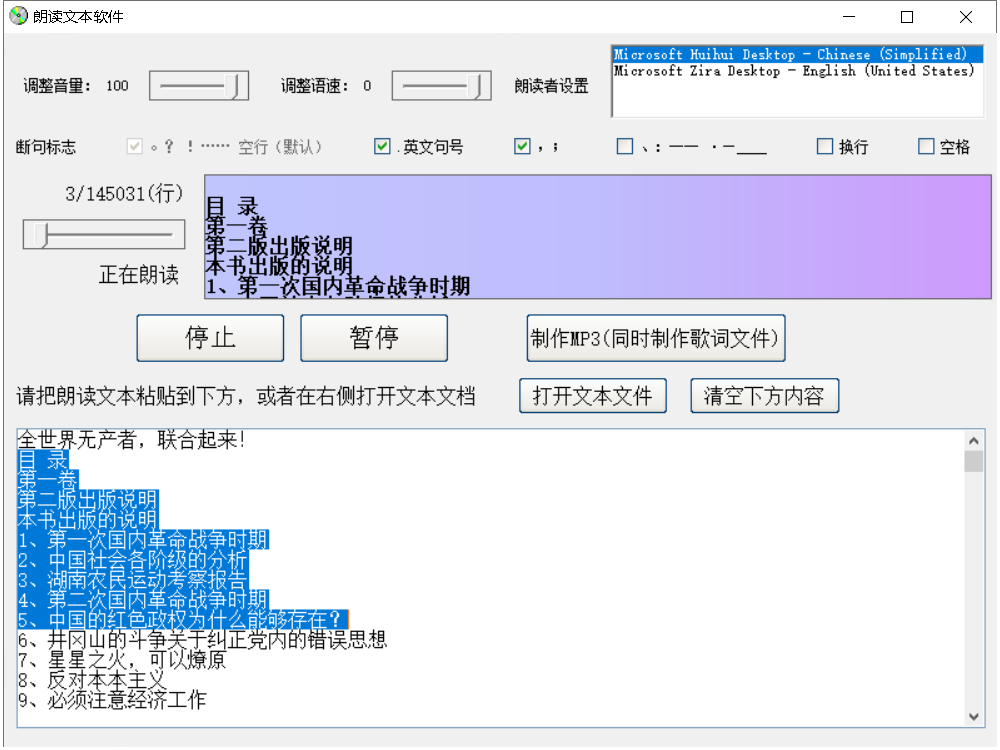 朗读文本软件
调整音量: 100 调整语速: 0 朗读者设置
Microsoft Huihui Desktop - Chinese (Simplified)
Microsoft Zira Desktop - English (United States)
断句标志 。？！…… 空行（默认） .英文句号 ，； 、：—— ·－＿＿ 换行 空格
3/145031(行)
正在朗读
目 录
第一卷
第二版出版说明
本书出版的说明
1、第一次国内革命战争时期
停止 暂停 制作MP3(同时制作歌词文件)
请把朗读文本粘贴到下方，或者在右侧打开文本文档 打开文本文件 清空下方内容
全世界无产者，联合起来!
目 录
第一卷
第二版出版说明
本书出版的说明
1、第一次国内革命战争时期
2、中国社会各阶级的分析
3、湖南农民运动考察报告
4、第二次国内革命战争时期
5、中国的红色政权为什么能够存在？
6、井冈山的斗争关于纠正党内的错误思想
7、星星之火，可以燎原
8、反对本本主义
9、必须注意经济工作